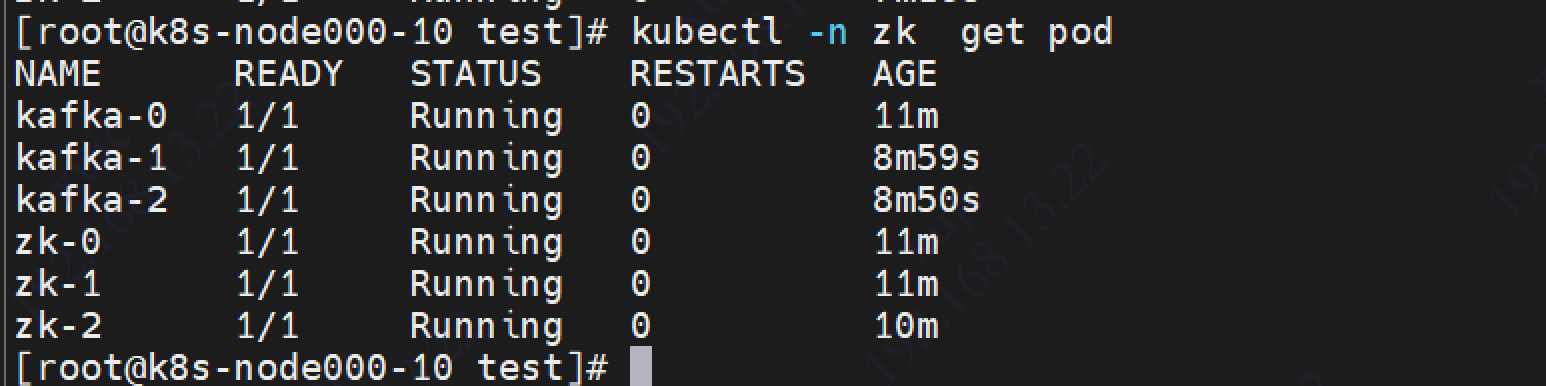 [root@k8s-node000-10 test]# kubectl -n zk  get pod
NAME      READY   STATUS    RESTARTS   AGE
kafka-0   1/1     Running   0          11m
kafka-1   1/1     Running   0          8m59s
kafka-2   1/1     Running   0          8m50s
zk-0      1/1     Running   0          11m
zk-1      1/1     Running   0          11m
zk-2      1/1     Running   0          10m
[root@k8s-node000-10 test]#